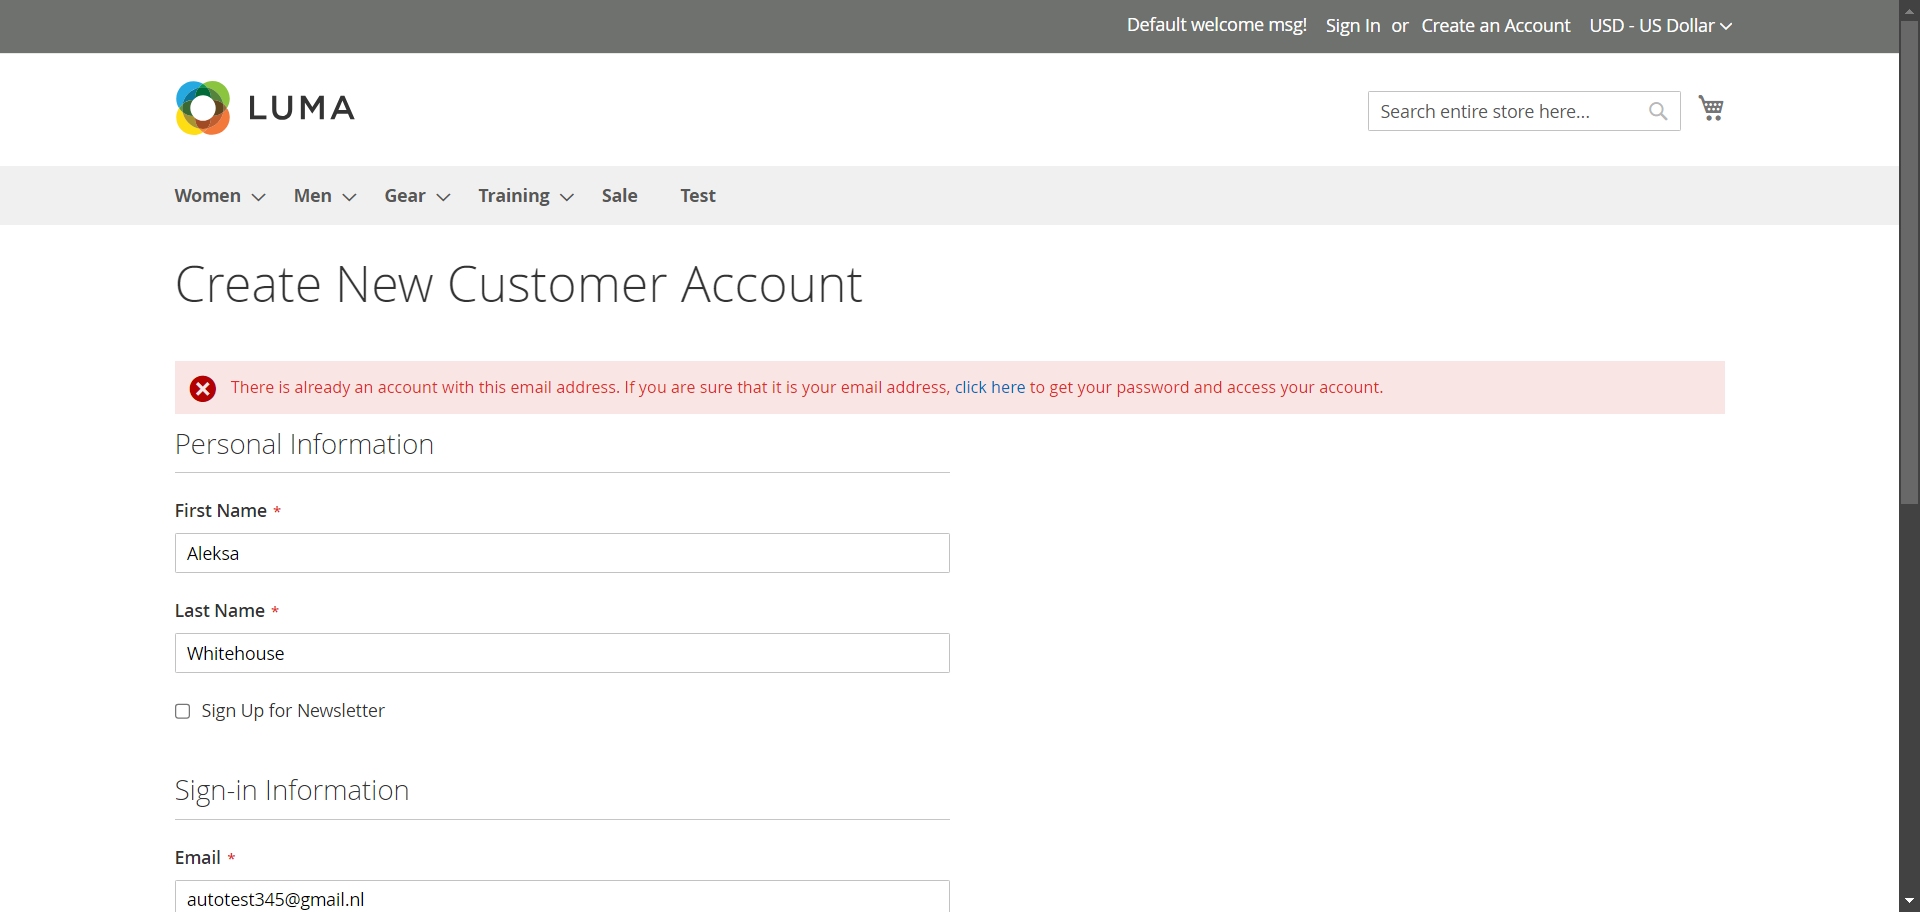 Default welcome msg! Sign In or Create an Account USD - US Dollar
LUMA
Search entire store here...
Women Men Gear Training Sale Test
Create New Customer Account
There is already an account with this email address. If you are sure that it is your email address, click here to get your password and access your account.
Personal Information
First Name *
Aleksa
Last Name *
Whitehouse
Sign Up for Newsletter
Sign-in Information
Email *
autotest345@gmail.nl